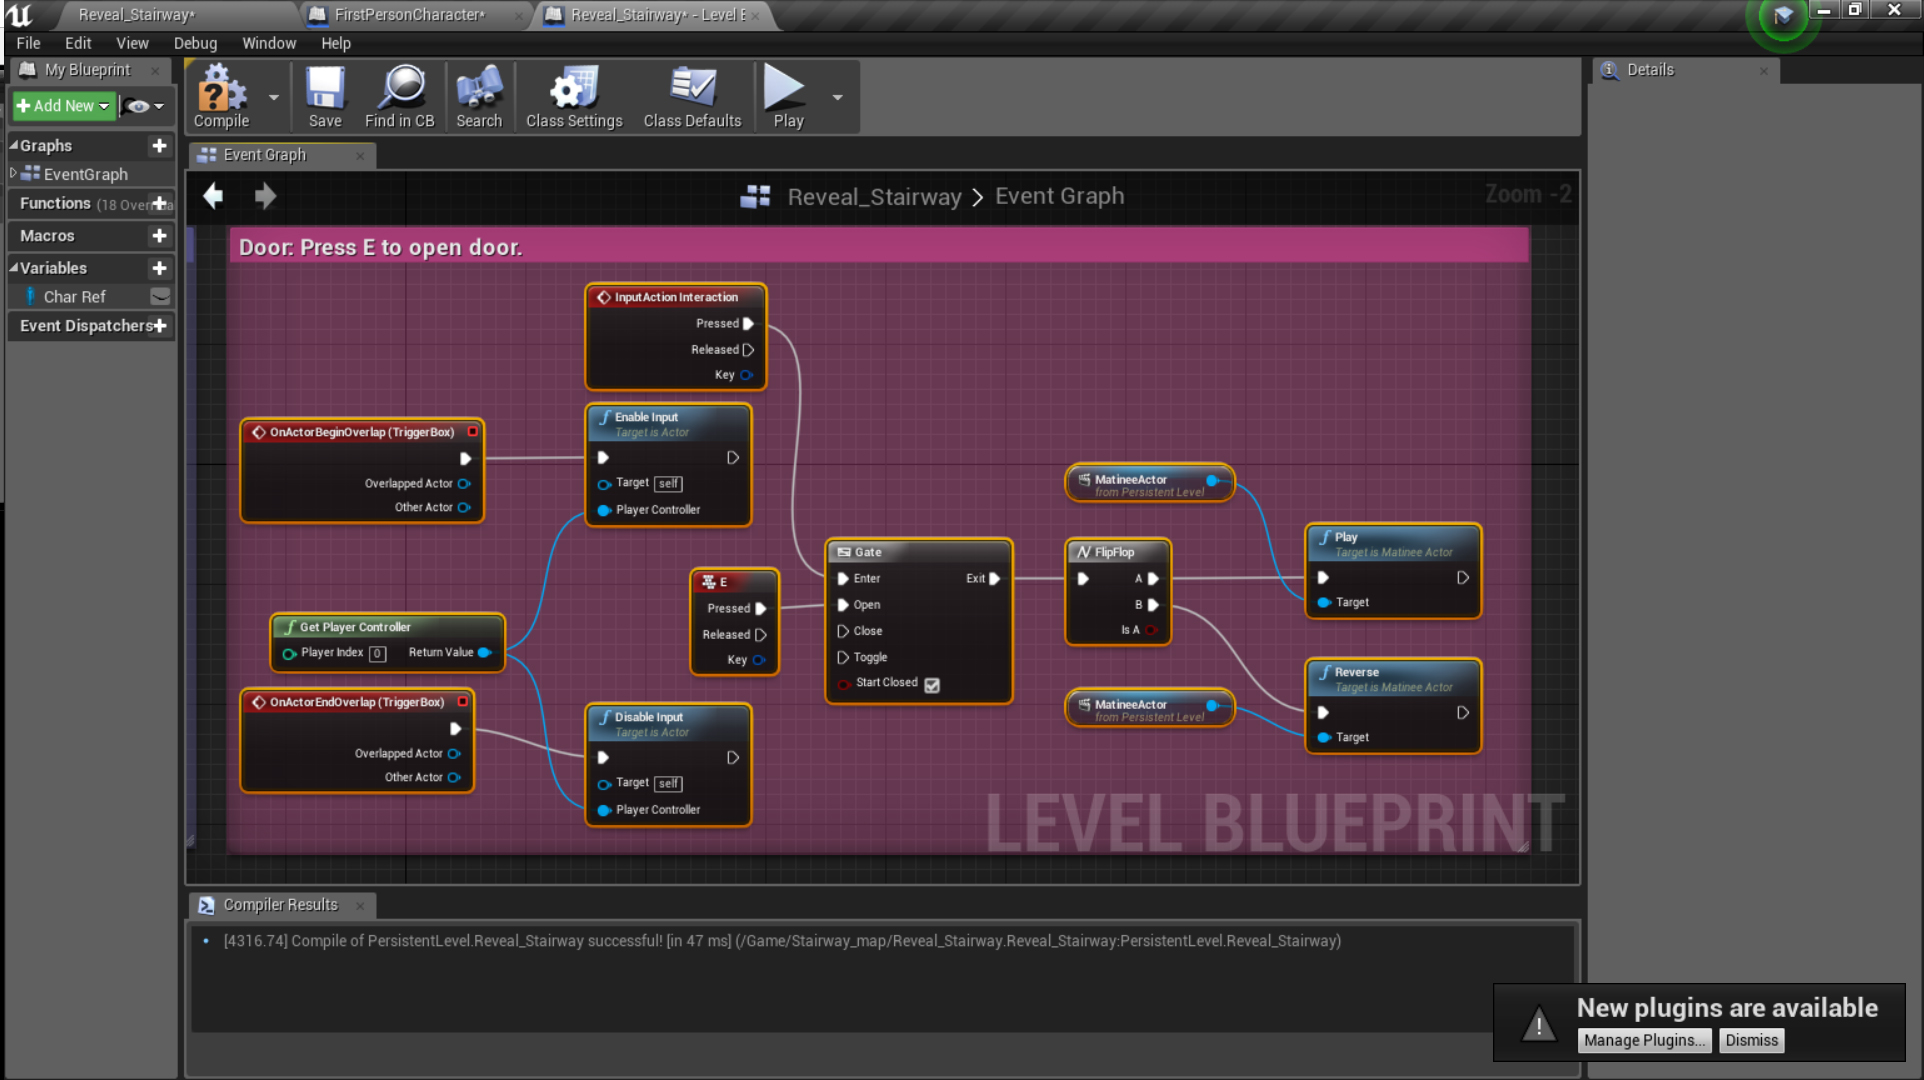 Reveal_Stairway*
FirstPersonCharacter*
Reveal_Stairway* - Level
File Edit View Debug Window Help
My Blueprint
Details
Add New
Compile
Save
Find in CB
Search
Class Settings
Class Defaults
Play
Graphs
EventGraph
Functions (18 Overrida
Macros
Variables
Char Ref
Event Dispatchers
Event Graph
Reveal_Stairway > Event Graph
Zoom -2
Door: Press E to open door.
InputAction Interaction
Pressed
Released
Key
OnActorBeginOverlap (TriggerBox)
Overlapped Actor
Other Actor
Enable Input
Target is Actor
Target self
Player Controller
MatineeActor
from Persistent Level
Play
Target is Matinee Actor
Target
Gate
Enter Exit
Open
Close
Toggle
Start Closed
FlipFlop
A
B
Is A
E
Pressed
Released
Key
Get Player Controller
Player Index 0 Return Value
OnActorEndOverlap (TriggerBox)
Overlapped Actor
Other Actor
Disable Input
Target is Actor
Target self
Player Controller
MatineeActor
from Persistent Level
Reverse
Target is Matinee Actor
Target
LEVEL BLUEPRINT
Compiler Results
[4316.74] Compile of PersistentLevel.Reveal_Stairway successful! [in 47 ms] (/Game/Stairway_map/Reveal_Stairway.Reveal_Stairway:PersistentLevel.Reveal_Stairway)
New plugins are available
Manage Plugins... Dismiss